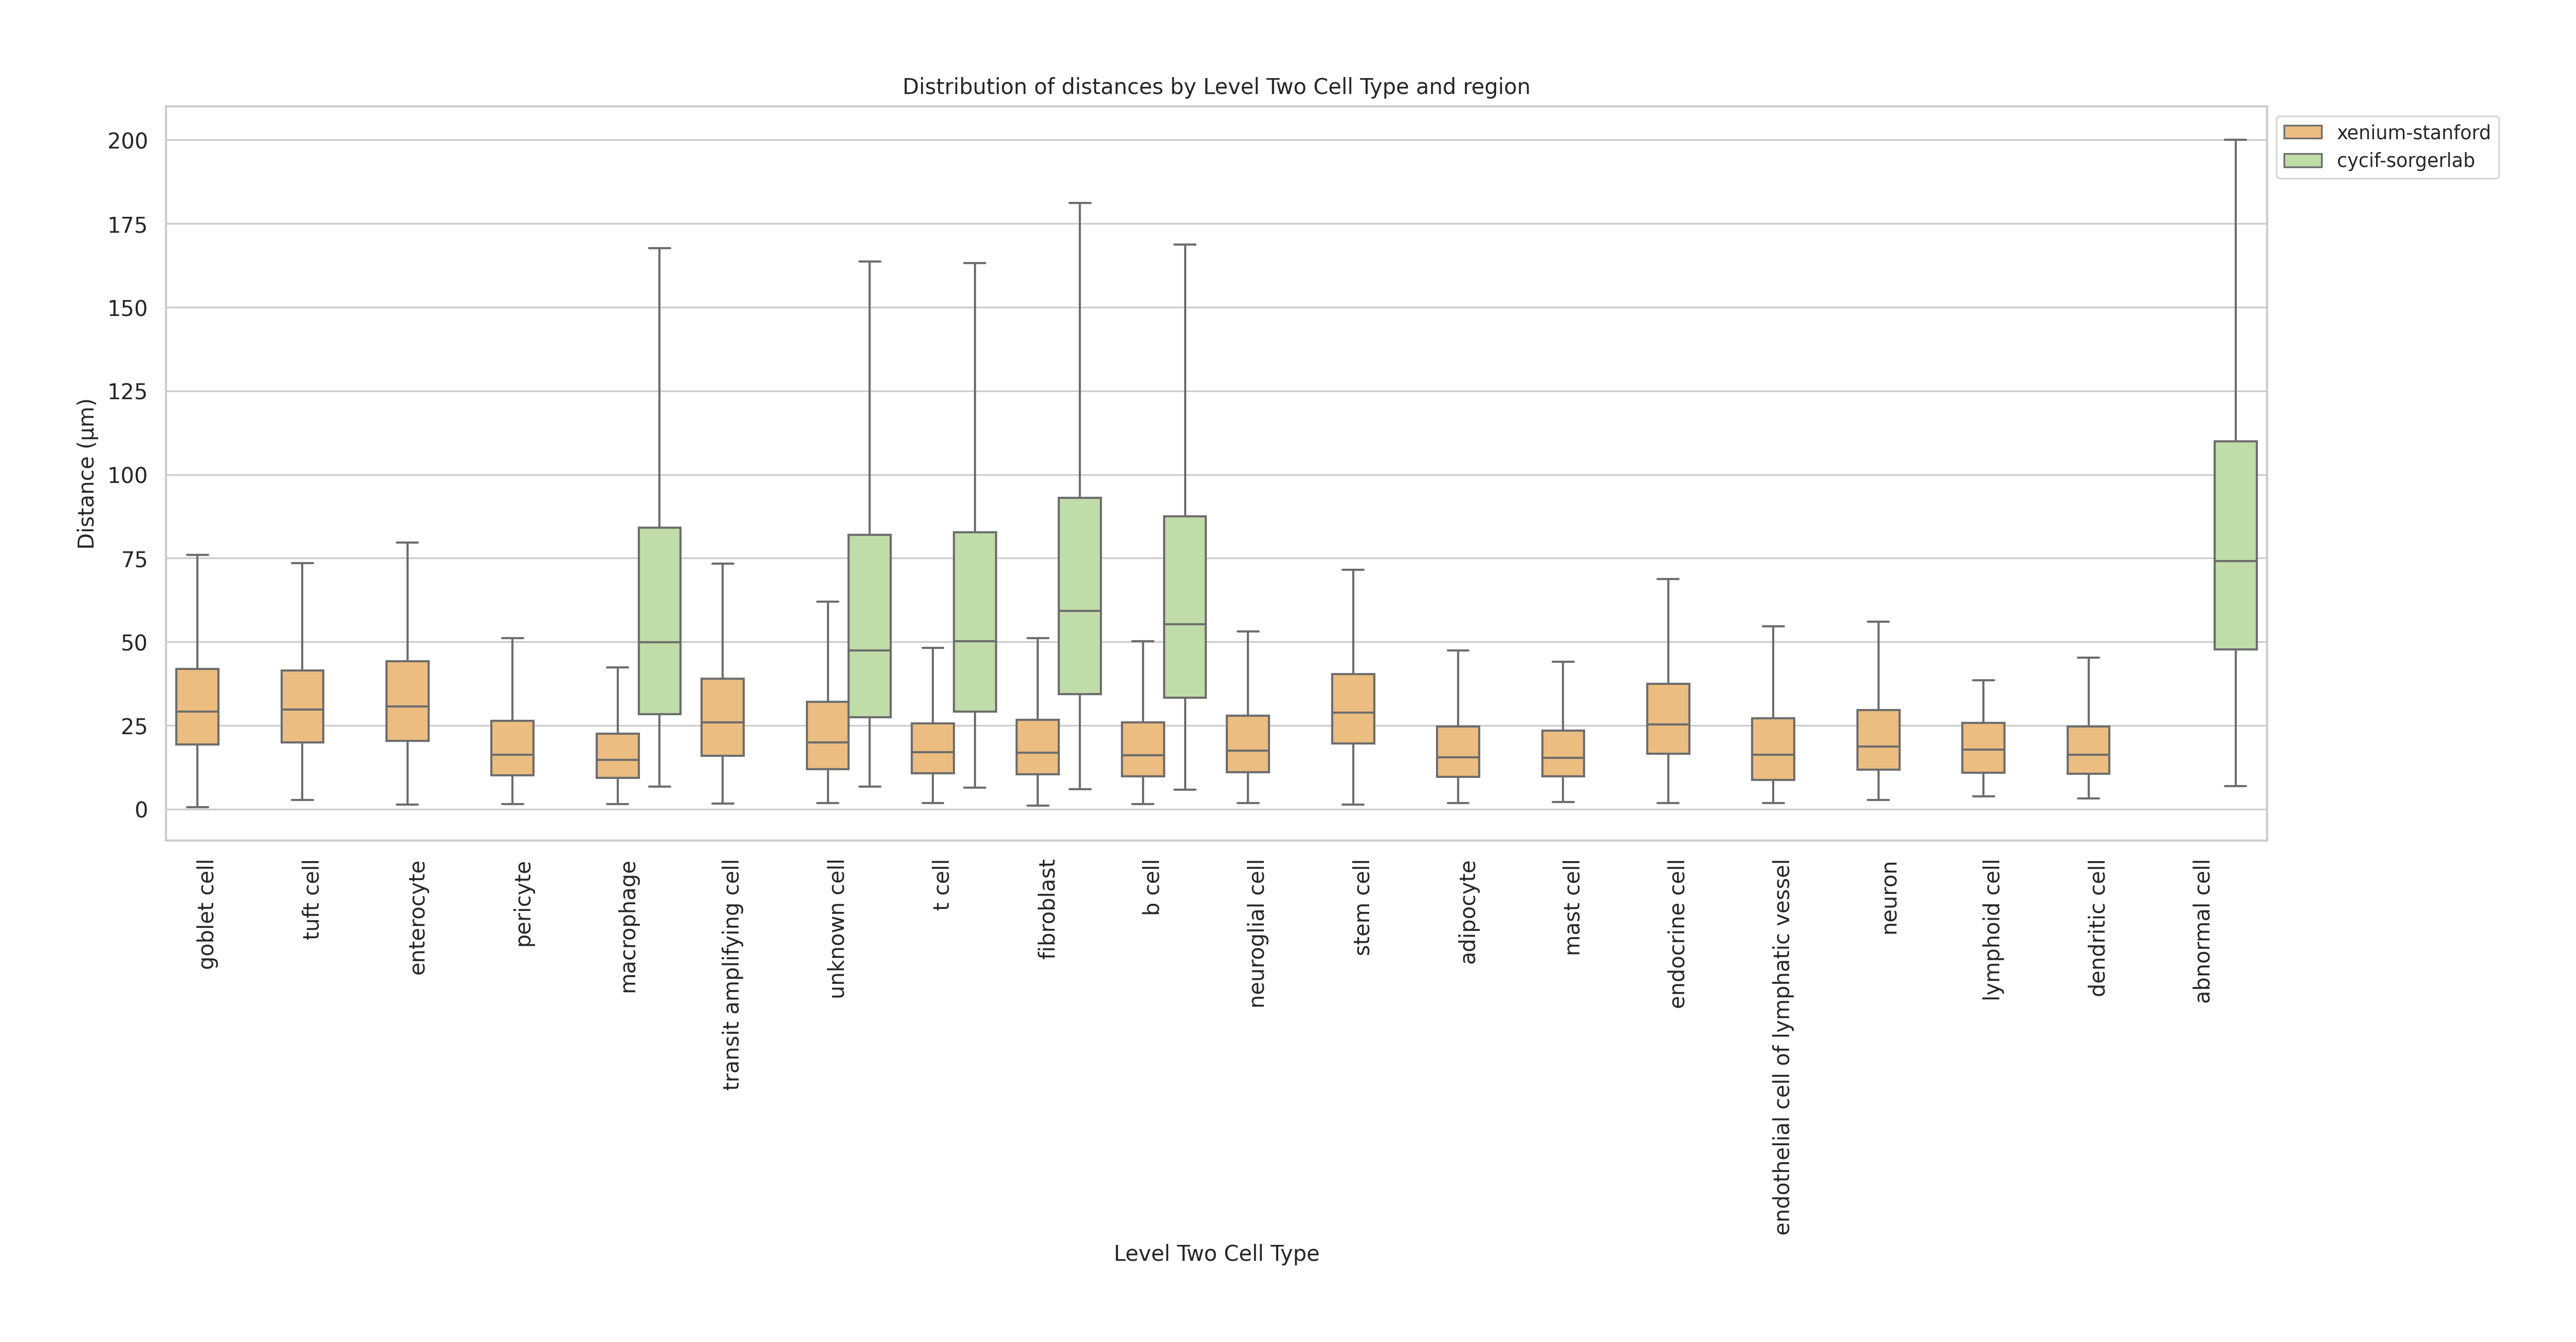 Distribution of distances by Level Two Cell Type and region
xenium-stanford
cycif-sorgerlab
Distance (µm)
200
175
150
125
100
75
50
25
0
goblet cell
tuft cell
enterocyte
pericyte
macrophage
transit amplifying cell
unknown cell
t cell
fibroblast
b cell
neuroglial cell
stem cell
adipocyte
mast cell
endocrine cell
endothelial cell of lymphatic vessel
neuron
lymphoid cell
dendritic cell
abnormal cell
Level Two Cell Type